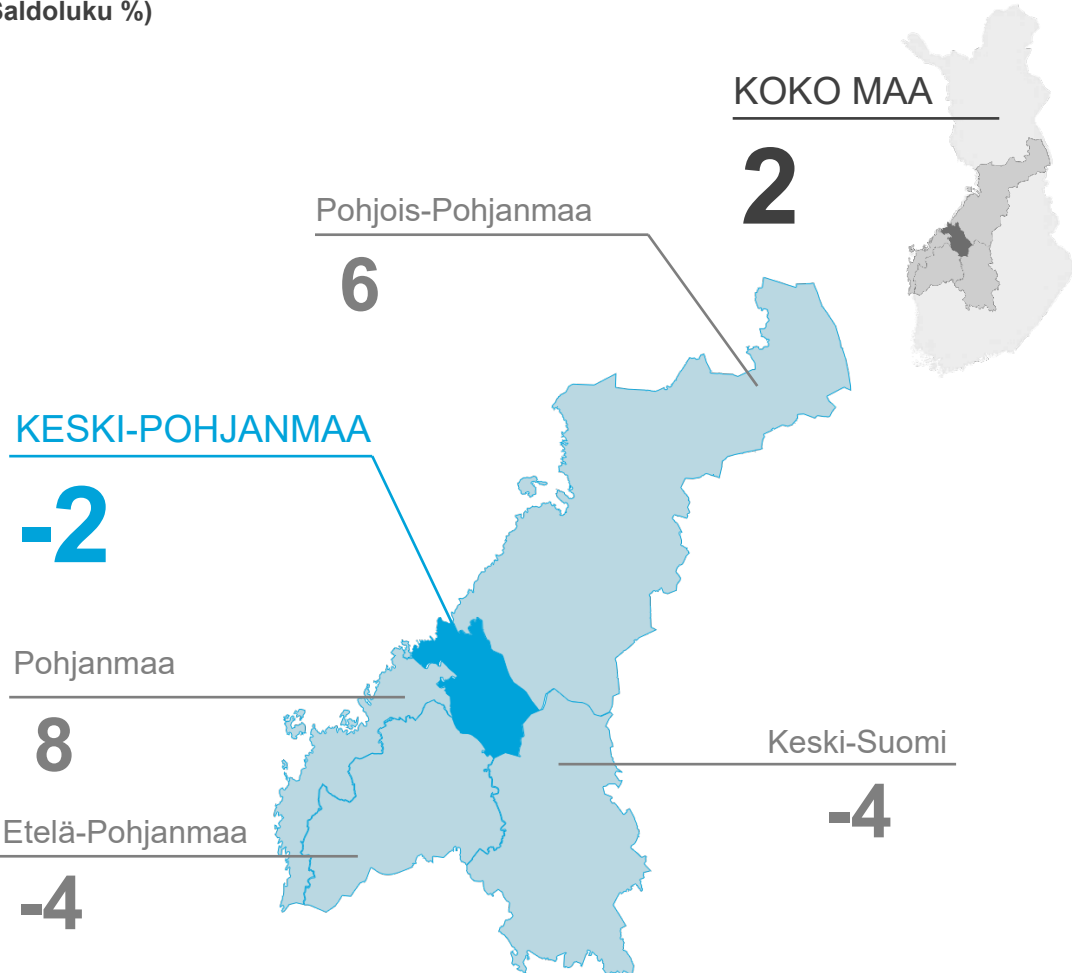 Saldoluku %)
KOKO MAA
2
Pohjois-Pohjanmaa
6
KESKI-POHJANMAA
-2
Pohjanmaa
8
Keski-Suomi
-4
Etelä-Pohjanmaa
-4